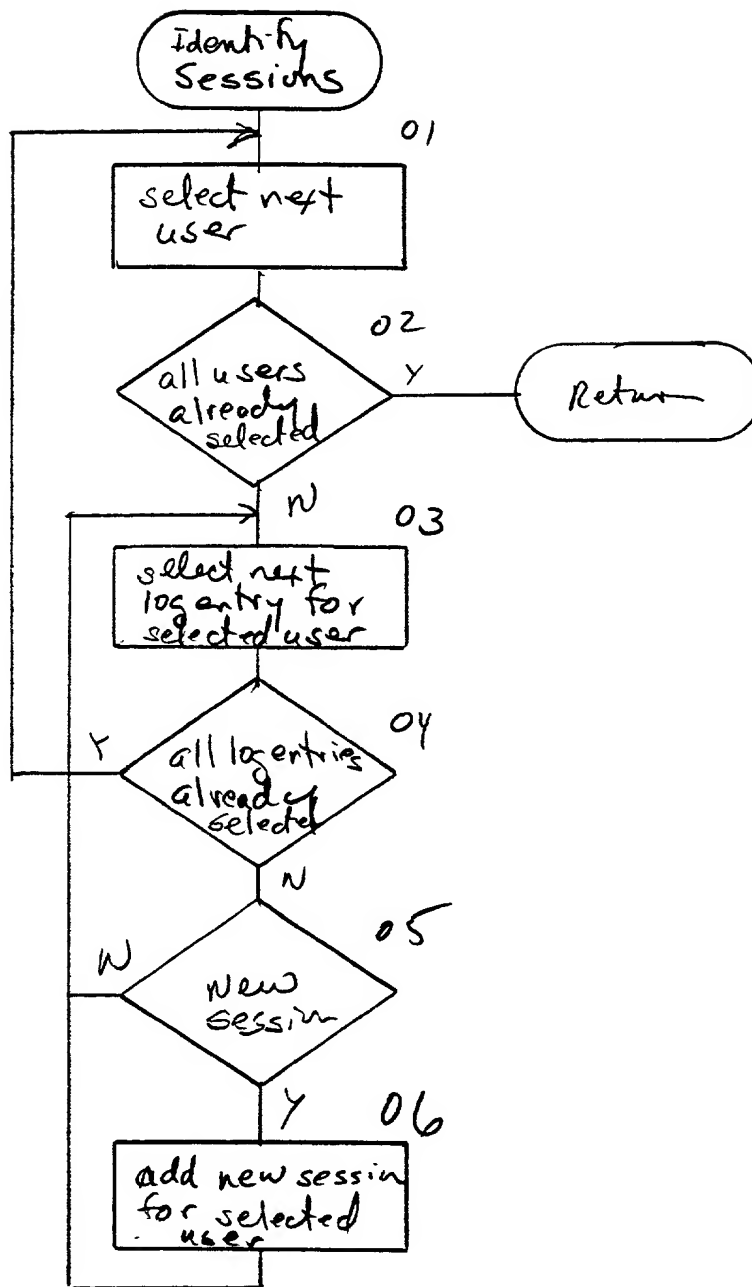 Identify
Sessions
01
select next
user
02
all users
already
selected
Y
Return
N
03
select next
log entry for
selected user
04
Y
all log entries
already
selected
N
05
N
New
session
Y
06
add new sessin
for selected
user